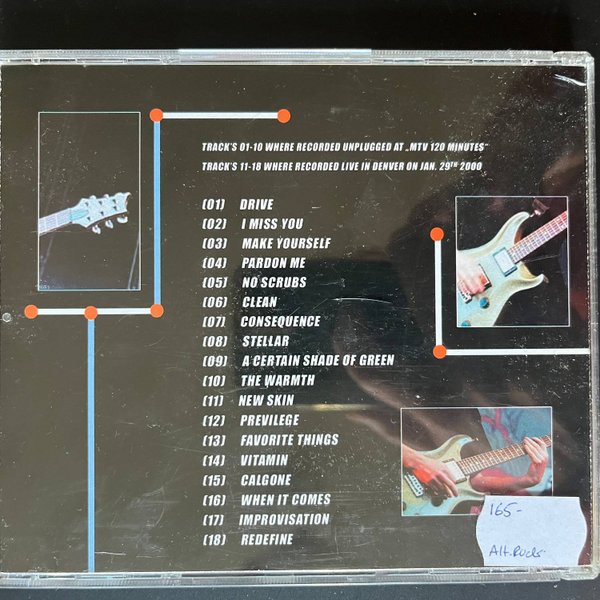 TRACK'S 01-10 WHERE RECORDED UNPLUGGED AT „MTV 120 MINUTES"
TRACK'S 11-18 WHERE RECORDED LIVE IN DENVER ON JAN. 29TH 2000
(01) DRIVE
(02) I MISS YOU
(03) MAKE YOURSELF
(04) PARDON ME
(05) NO SCRUBS
(06) CLEAN
(07) CONSEQUENCE
(08) STELLAR
(09) A CERTAIN SHADE OF GREEN
(10) THE WARMTH
(11) NEW SKIN
(12) PREVILEGE
(13) FAVORITE THINGS
(14) VITAMIN
(15) CALGONE
(16) WHEN IT COMES
(17) IMPROVISATION
(18) REDEFINE
165-
Alt.Rock